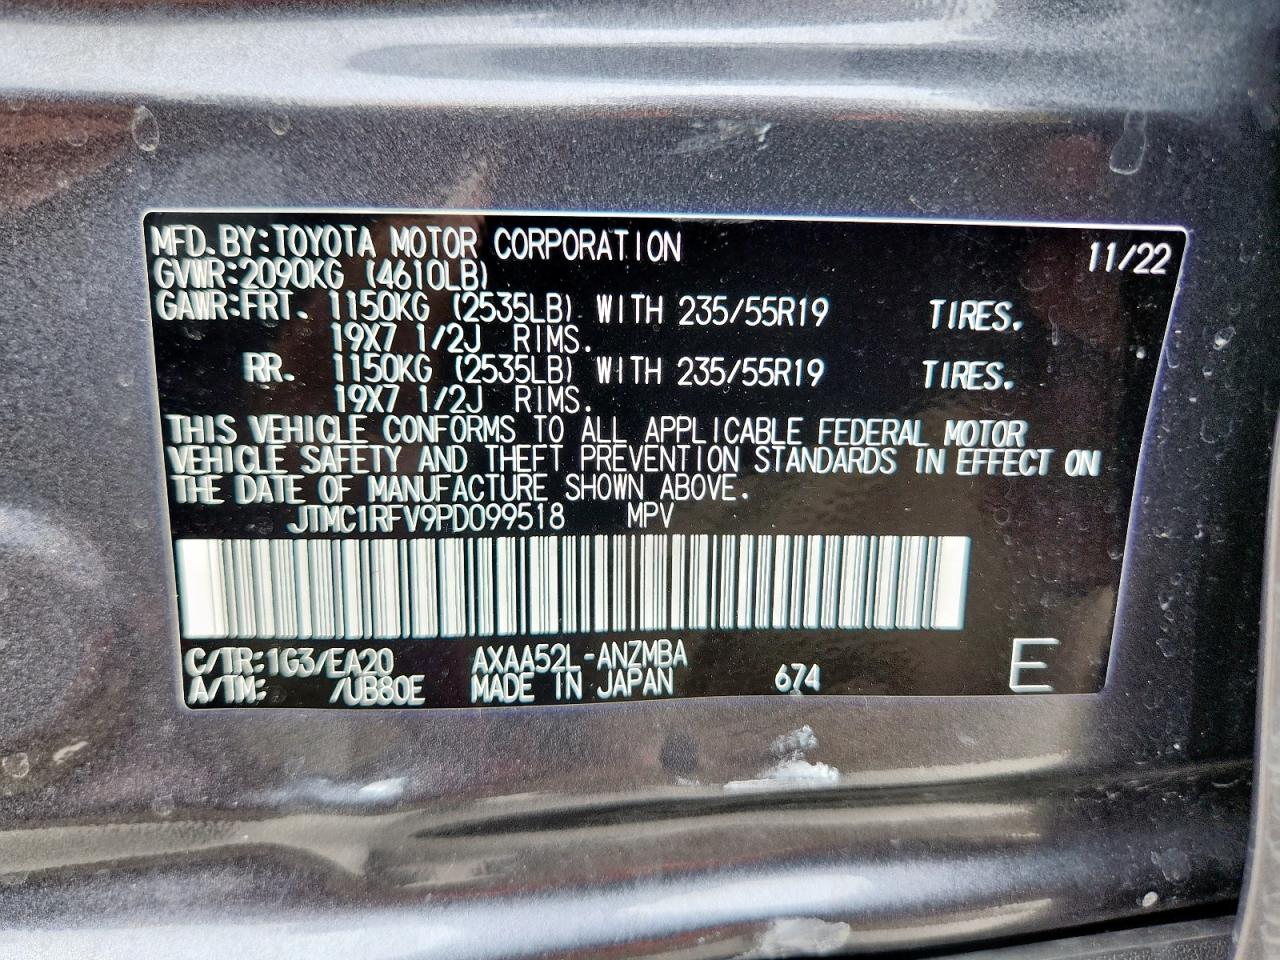 MFD. BY:TOYOTA MOTOR CORPORATION 11/22
GVWR:2090KG (4610LB)
GAWR:FRT. 1150KG (2535LB) WITH 235/55R19 TIRES.
19X7 1/2J RIMS.
RR. 1150KG (2535LB) WITH 235/55R19 TIRES.
19X7 1/2J RIMS.
THIS VEHICLE CONFORMS TO ALL APPLICABLE FEDERAL MOTOR
VEHICLE SAFETY AND THEFT PREVENTION STANDARDS IN EFFECT ON
THE DATE OF MANUFACTURE SHOWN ABOVE.
JTMC1RFV9PD099518 MPV
C/TR:1G3/EA20 AXAA52L-ANZMBA
A/TM: /UB80E MADE IN JAPAN 674 E